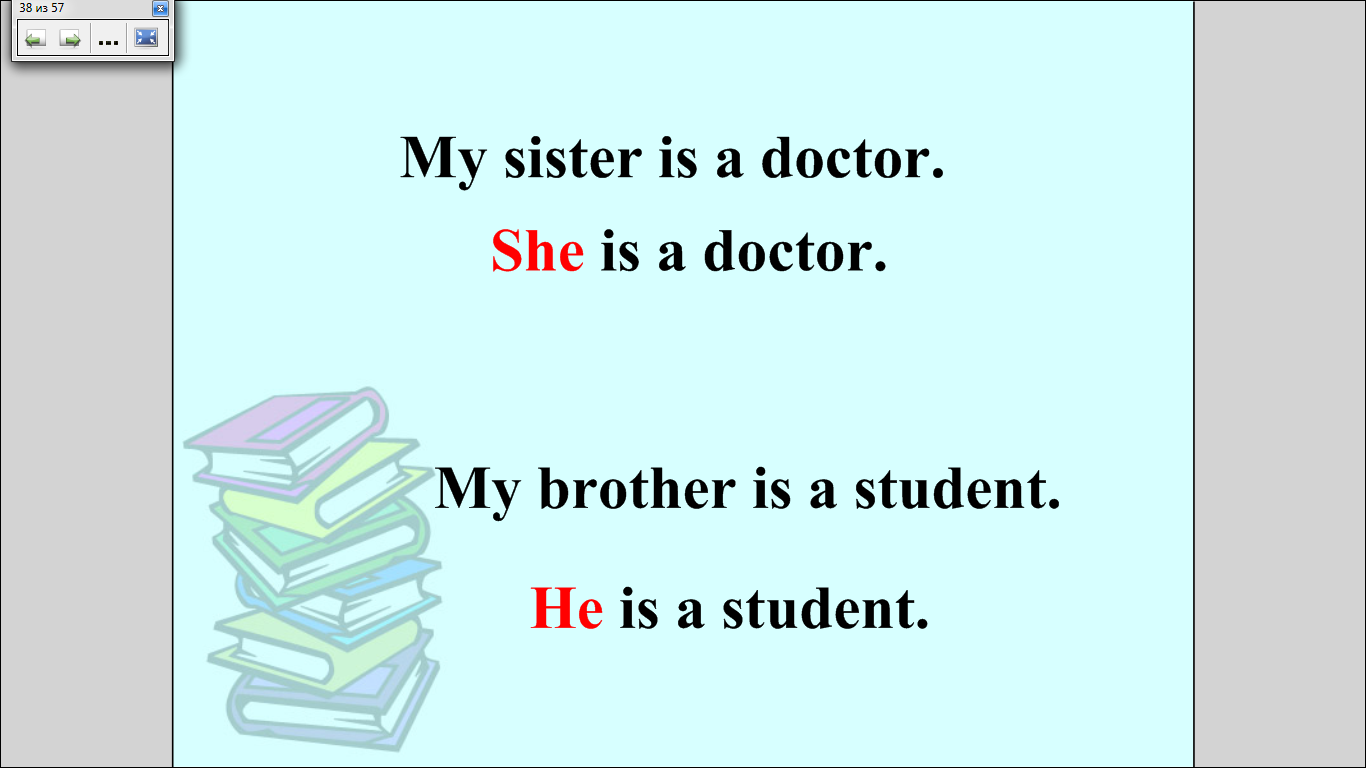 38 из 57
...
My sister is a doctor.
She is a doctor.
My brother is a student.
He is a student.